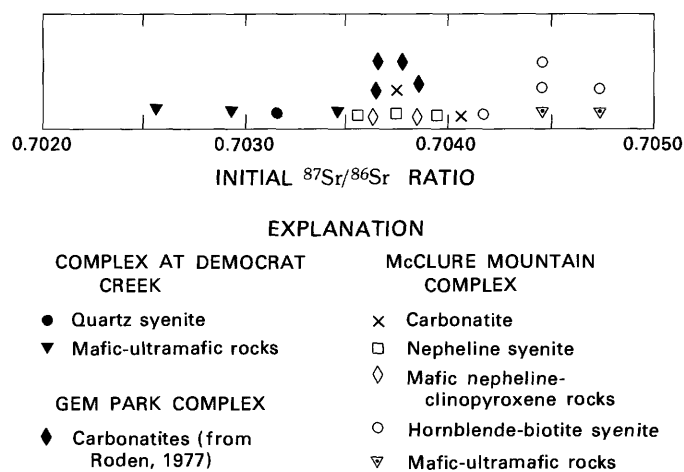 0.7020 0.7030 0.7040 0.7050
INITIAL ⁸⁷Sr/⁸⁶Sr RATIO
EXPLANATION
COMPLEX AT DEMOCRAT
CREEK
Quartz syenite
Mafic-ultramafic rocks
GEM PARK COMPLEX
Carbonatites (from
Roden, 1977)
McCLURE MOUNTAIN
COMPLEX
Carbonatite
Nepheline syenite
Mafic nepheline-
clinopyroxene rocks
Hornblende-biotite syenite
Mafic-ultramafic rocks